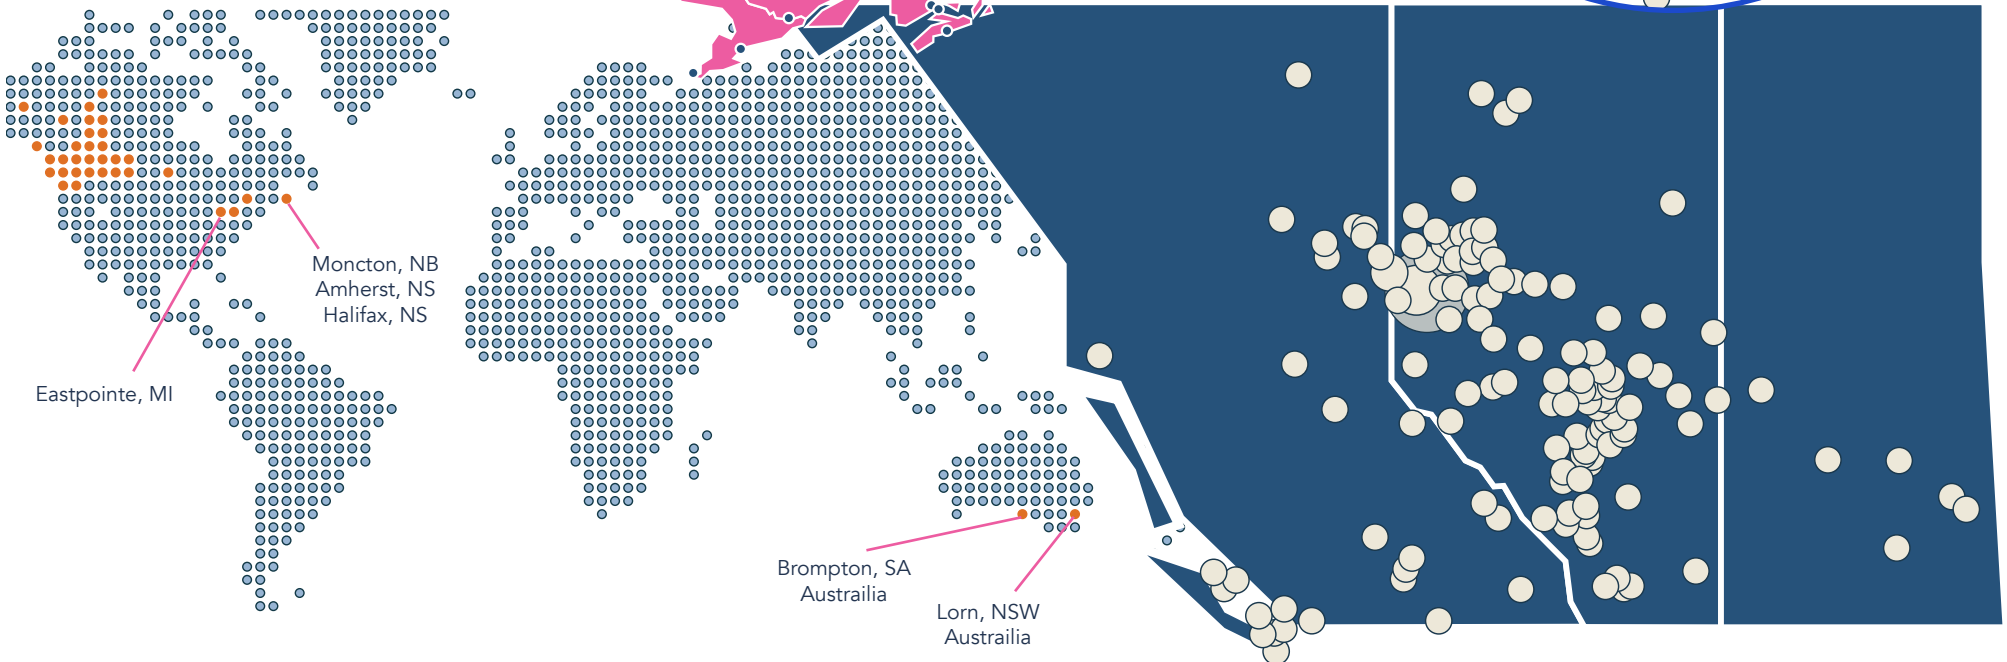 Moncton, NB
Amherst, NS
Halifax, NS
Eastpointe, MI
Brompton, SA
Austrailia
Lorn, NSW
Austrailia